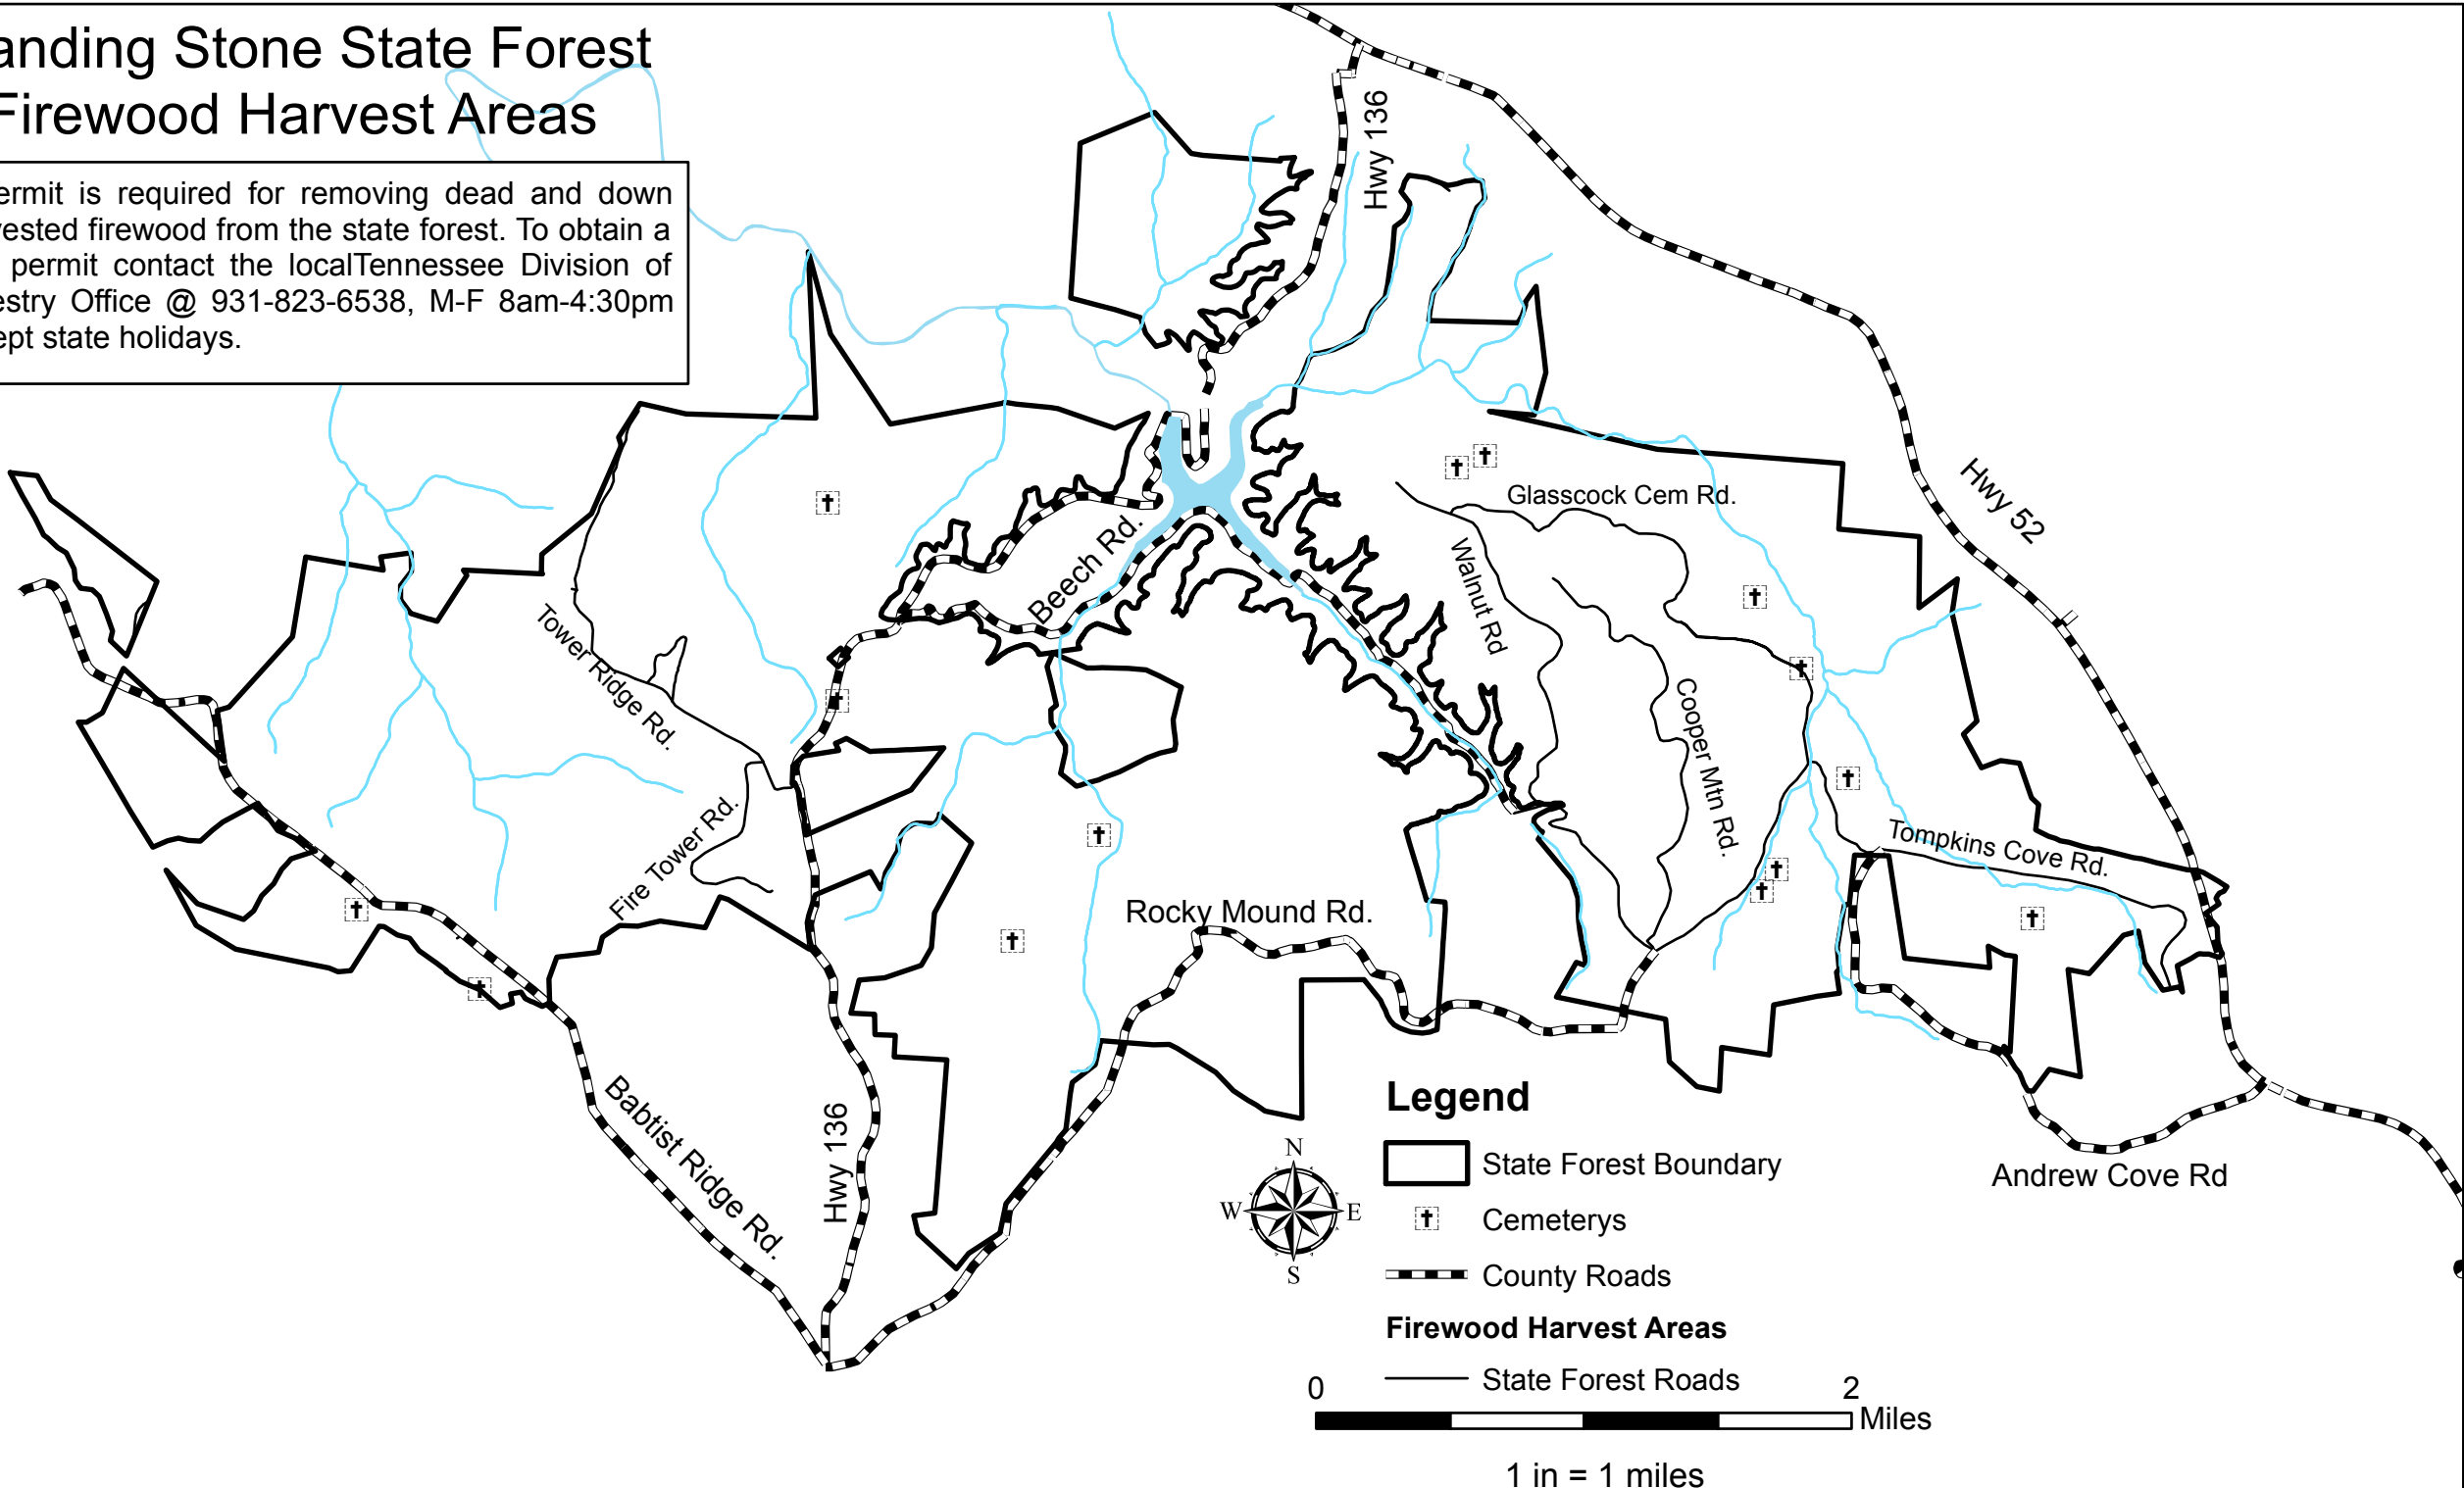 anding Stone State Forest
Firewood Harvest Areas
ermit is required for removing dead and down
vested firewood from the state forest. To obtain a
permit contact the localTennessee Division of
estry Office @ 931-823-6538, M-F 8am-4:30pm
ept state holidays.
Hwy 136
Hwy 52
Glasscock Cem Rd.
Beech Rd.
Walnut Rd
Tower Ridge Rd.
Cooper Mtn Rd.
Fire Tower Rd.
Tompkins Cove Rd.
Rocky Mound Rd.
Babtist Ridge Rd.
Hwy 136
Andrew Cove Rd
Legend
State Forest Boundary
Cemeterys
County Roads
Firewood Harvest Areas
State Forest Roads
N
W
E
S
0 2
Miles
1 in = 1 miles